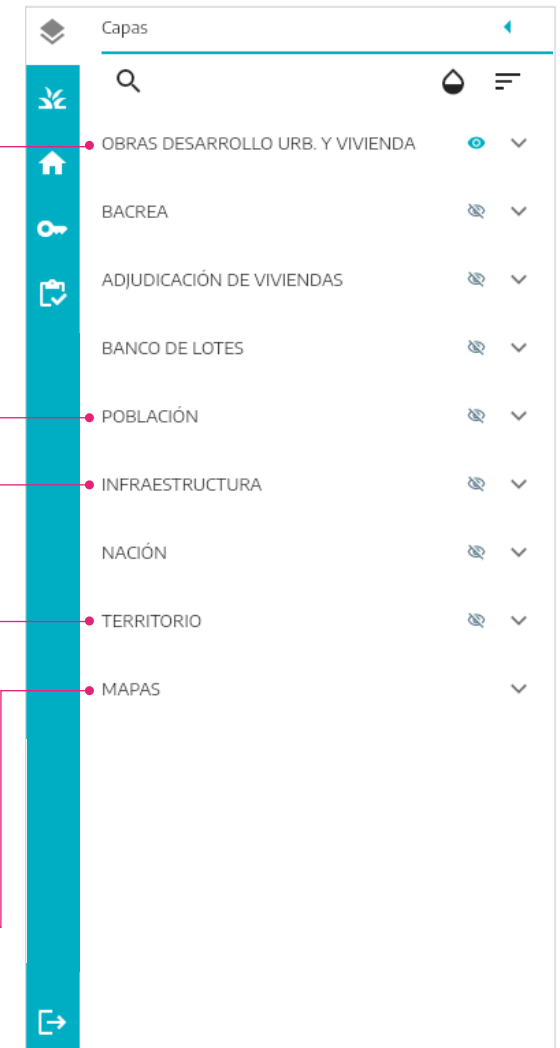 Capas
OBRAS DESARROLLO URB. Y VIVIENDA
BACREA
ADJUDICACIÓN DE VIVIENDAS
BANCO DE LOTES
POBLACIÓN
INFRAESTRUCTURA
NACIÓN
TERRITORIO
MAPAS